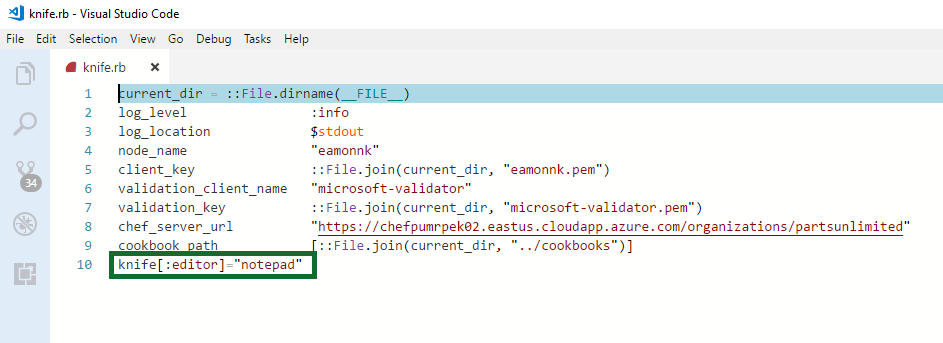 knife.rb - Visual Studio Code
File Edit Selection View Go Debug Tasks Help
knife.rb ×
1 current_dir = ::File.dirname(__FILE__)
2 log_level :info
3 log_location $stdout
4 node_name "eamonnk"
5 client_key ::File.join(current_dir, "eamonnk.pem")
6 validation_client_name "microsoft-validator"
7 validation_key ::File.join(current_dir, "microsoft-validator.pem")
8 chef_server_url "https://chefpumrpek02.eastus.cloudapp.azure.com/organizations/partsunlimited"
9 cookbook_path [::File.join(current_dir, "../cookbooks")]
10 knife[:editor]="notepad"
34